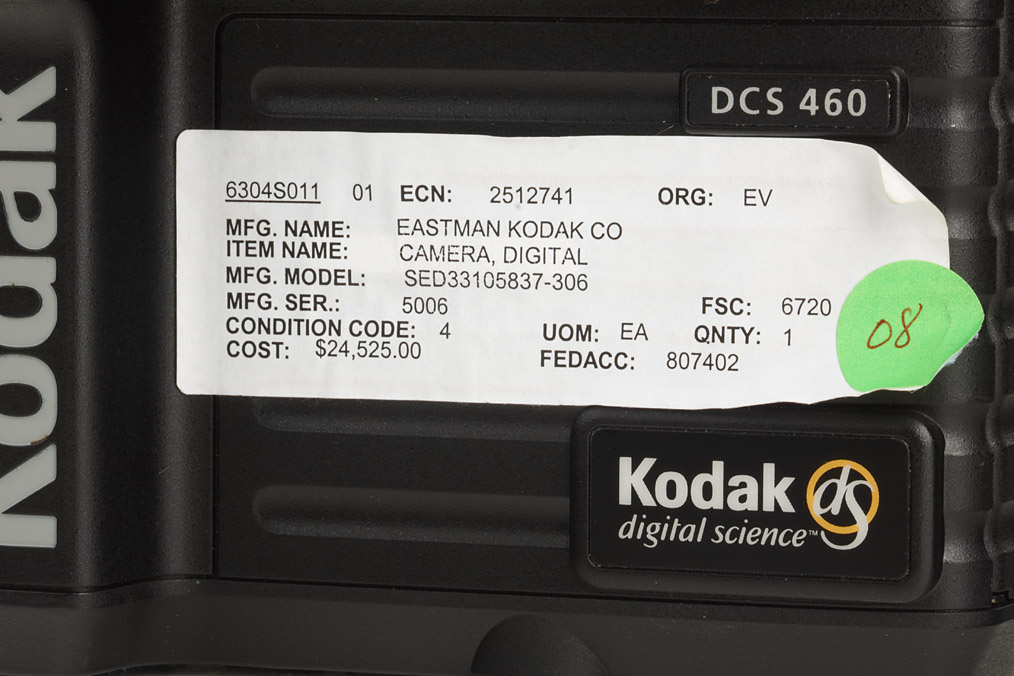 Kodak
DCS 460
6304S011 01 ECN: 2512741 ORG: EV
MFG. NAME: EASTMAN KODAK CO
ITEM NAME: CAMERA, DIGITAL
MFG. MODEL: SED33105837-306
MFG. SER.: 5006 FSC: 6720
CONDITION CODE: 4 UOM: EA QNTY: 1
COST: $24,525.00 FEDACC: 807402
08
Kodak ds
digital science™